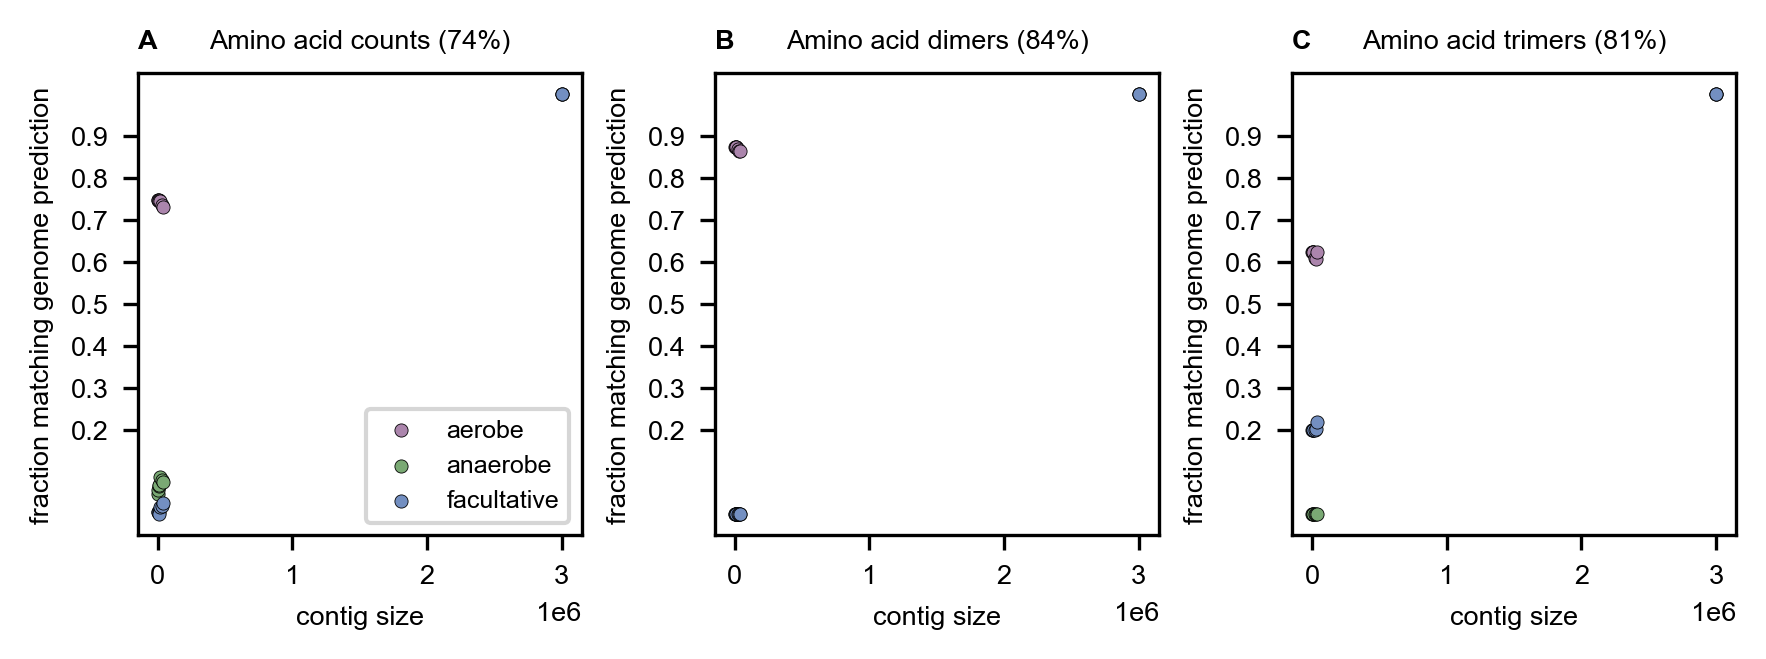 A Amino acid counts (74%)
fraction matching genome prediction
0.9
0.8
0.7
0.6
0.5
0.4
0.3
0.2
aerobe
anaerobe
facultative
0 1 2 3
1e6
contig size
B Amino acid dimers (84%)
fraction matching genome prediction
0.9
0.8
0.7
0.6
0.5
0.4
0.3
0.2
0 1 2 3
1e6
contig size
C Amino acid trimers (81%)
fraction matching genome prediction
0.9
0.8
0.7
0.6
0.5
0.4
0.3
0.2
0 1 2 3
1e6
contig size